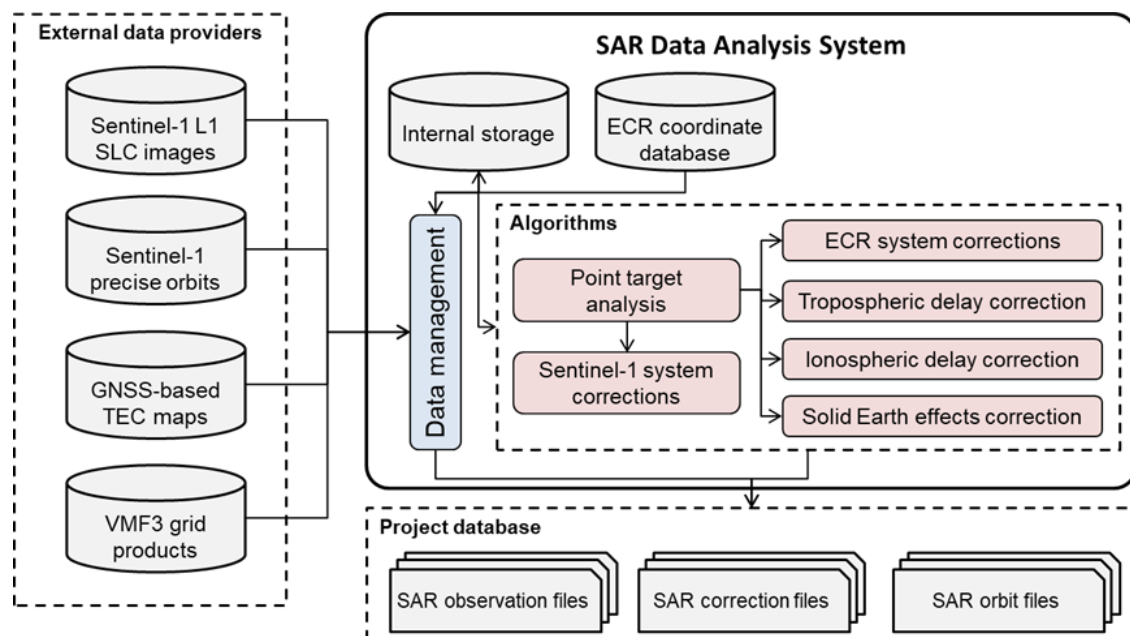 External data providers
Sentinel-1 L1
SLC images
Sentinel-1
precise orbits
GNSS-based
TEC maps
VMF3 grid
products
SAR Data Analysis System
Internal storage
ECR coordinate
database
Data management
Algorithms
Point target
analysis
Sentinel-1 system
corrections
ECR system corrections
Tropospheric delay correction
Ionospheric delay correction
Solid Earth effects correction
Project database
SAR observation files
SAR correction files
SAR orbit files